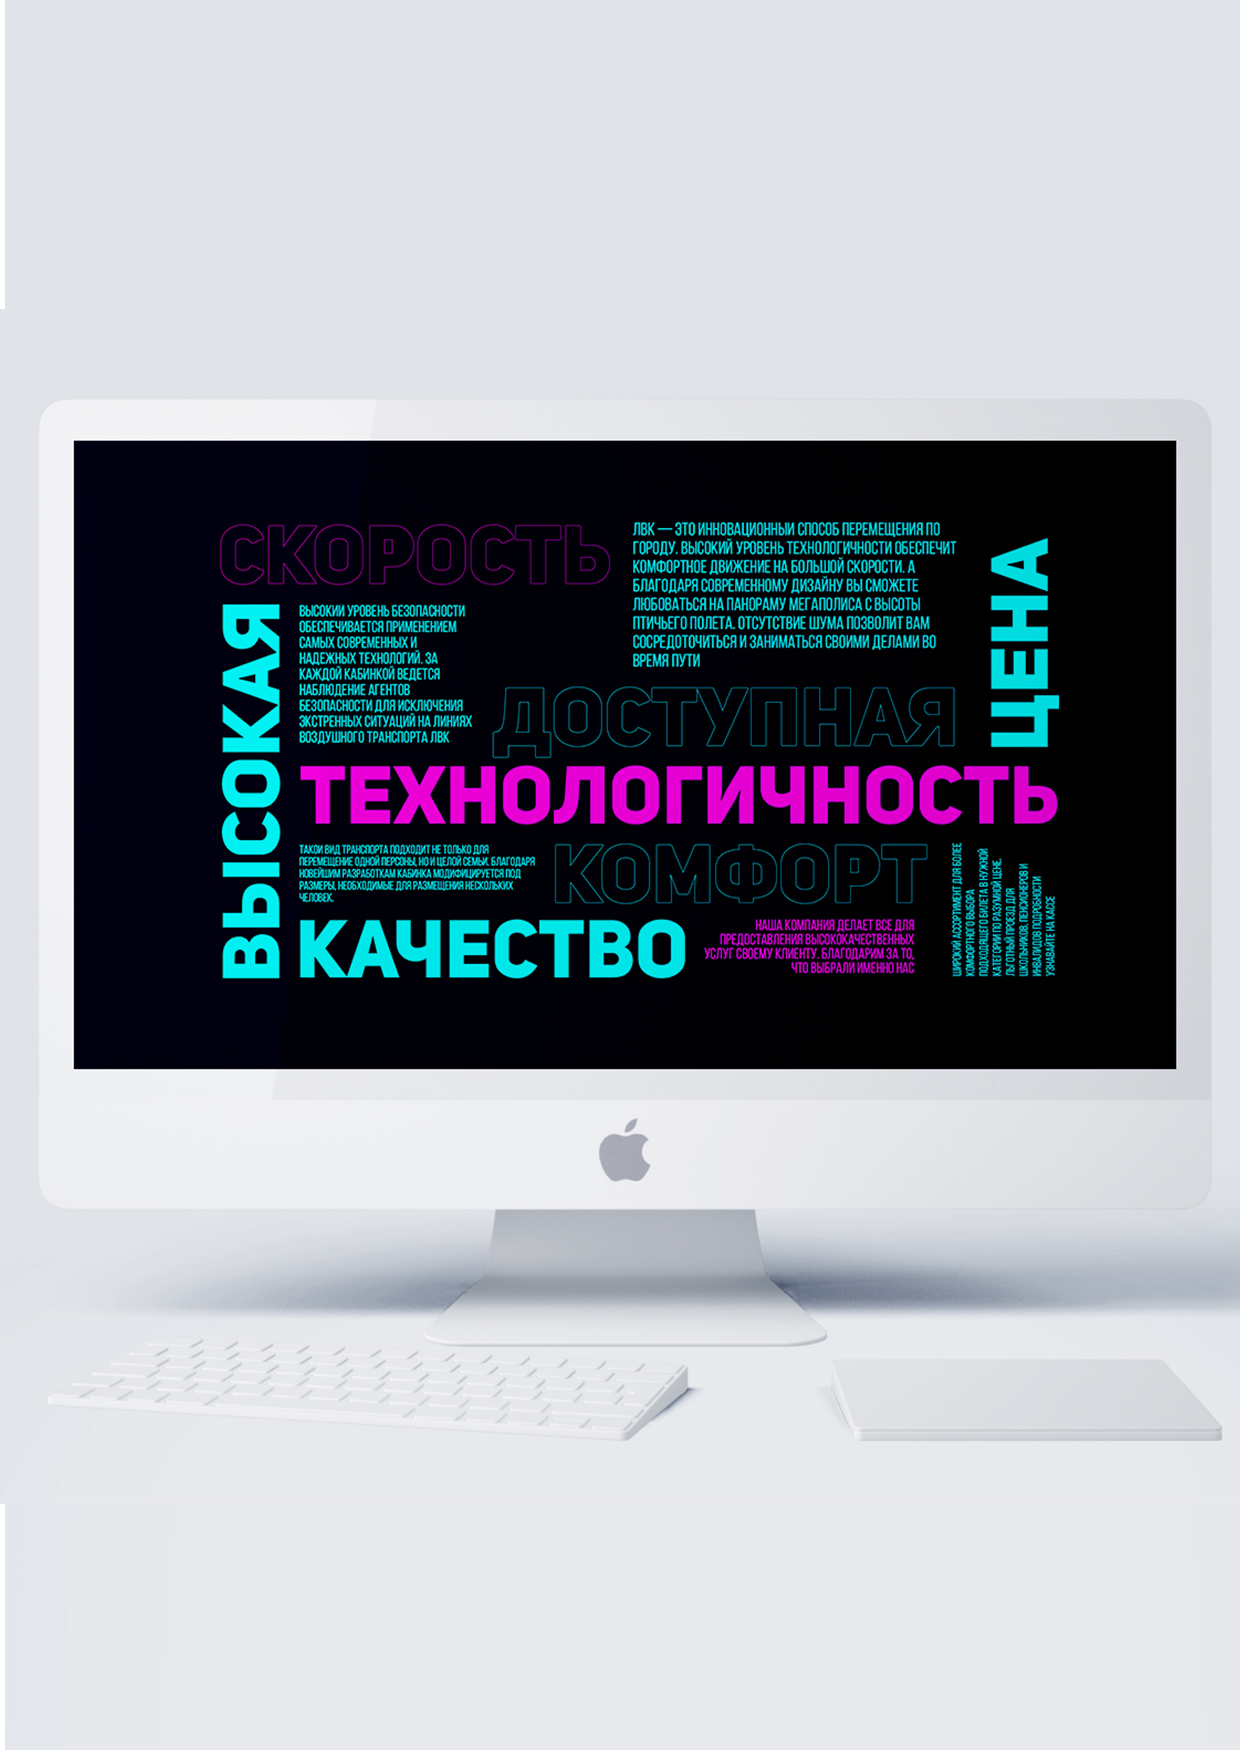 СКОРОСТЬ
ЛВК — ЭТО ИННОВАЦИОННЫИ СПОСОБ ПЕРЕМЕЩЕНИЯ ПО
ГОРОДУ. ВЫСОКИЙ УРОВЕНЬ ТЕХНОЛОГИЧНОСТИ ОБЕСПЕЧИТ
КОМФОРТНОЕ ДВИЖЕНИЕ НА БОЛЬШОЙ СКОРОСТИ. А
БЛАГОДАРЯ СОВРЕМЕННОМУ ДИЗАЙНУ ВЫ СМОЖЕТЕ
ЛЮБОВАТЬСЯ НА ПАНОРАМУ МЕГАПОЛИСА С ВЫСОТЫ
ПТИЧЬЕГО ПОЛЕТА. ОТСУТСТВИЕ ШУМА ПОЗВОЛИТ ВАМ
СОСРЕДОТОЧИТЬСЯ И ЗАНИМАТЬСЯ СВОИМИ ДЕЛАМИ ВО
ВРЕМЯ ПУТИ
ЦЕНА
ВЫСОКАЯ
ВЫСОКИИ УРОВЕНЬ БЕЗОПАСНОСТИ
ОБЕСПЕЧИВАЕТСЯ ПРИМЕНЕНИЕМ
САМЫХ СОВРЕМЕННЫХ И
НАДЕЖНЫХ ТЕХНОЛОГИЙ. ЗА
КАЖДОЙ КАБИНКОЙ ВЕДЕТСЯ
НАБЛЮДЕНИЕ АГЕНТОВ
БЕЗОПАСНОСТИ ДЛЯ ИСКЛЮЧЕНИЯ
ЭКСТРЕННЫХ СИТУАЦИЙ НА ЛИНИЯХ
ВОЗДУШНОГО ТРАНСПОРТА ЛВК
ДОСТУПНАЯ
ТЕХНОЛОГИЧНОСТЬ
ТАКОИ ВИД ТРАНСПОРТА ПОДХОДИТ НЕ ТОЛЬКО ДЛЯ
ПЕРЕМЕЩЕНИЕ ОДНОЙ ПЕРСОНЫ, НО И ЦЕЛОЙ СЕМЬИ. БЛАГОДАРЯ
НОВЕЙШИМ РАЗРАБОТКАМ КАБИНКА МОДИФИЦИРУЕТСЯ ПОД
РАЗМЕРЫ, НЕОБХОДИМЫЕ ДЛЯ РАЗМЕЩЕНИЯ НЕСКОЛЬКИХ
ЧЕЛОВЕК.
КОМФОРТ
КАЧЕСТВО
НАША КОМПАНИЯ ДЕЛАЕТ ВСЕ ДЛЯ
ПРЕДОСТАВЛЕНИЯ ВЫСОКОКАЧЕСТВЕННЫХ
УСЛУГ СВОЕМУ КЛИЕНТУ. БЛАГОДАРИМ ЗА ТО,
ЧТО ВЫБРАЛИ ИМЕННО НАС
ШИРОКИЙ АССОРТИМЕНТ ДЛЯ БОЛЕЕ
КОМФОРТНОГО ВЫБОРА
ПОДХОДЯЩЕГО БИЛЕТА В НУЖНОЙ
КАТЕГОРИИ ПО РАЗУМНОЙ ЦЕНЕ.
ЛЬГОТНЫЙ ПРОЕЗД ДЛЯ
ШКОЛЬНИКОВ, ПЕНСИОНЕРОВ И
ИНВАЛИДОВ ПОДРОБНОСТИ
УЗНАВАЙТЕ НА КАССЕ